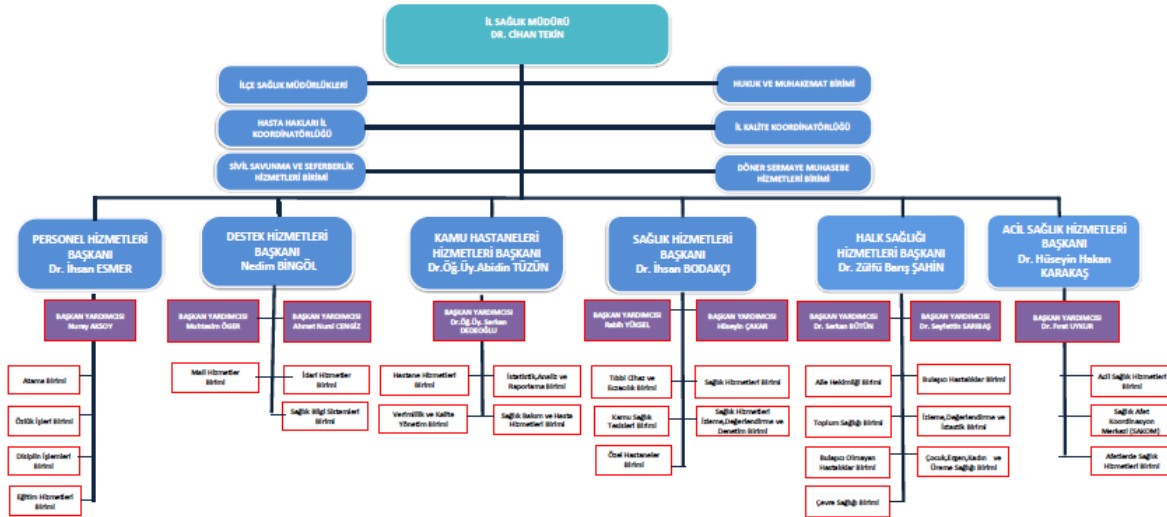 İL SAĞLIK MÜDÜRÜ
DR. CİHAN TEKİN
İLÇE SAĞLIK MÜDÜRLÜKLERİ
HUKUK VE MUHAKEMAT BİRİMİ
HASTA HAKLARI İL
KOORDİNATÖRLÜĞÜ
İL KALİTE KOORDİNATÖRLÜĞÜ
SİVİL SAVUNMA VE SEFERBERLİK
HİZMETLERİ BİRİMİ
DÖNER SERMAYE MUHASEBE
HİZMETLERİ BİRİMİ
PERSONEL HİZMETLERİ
BAŞKANI
Dr. İhsan ESMER
DESTEK HİZMETLERİ
BAŞKANI
Nedim BİNGÖL
KAMU HASTANELERİ
HİZMETLERİ BAŞKANI
Dr.Öğ.Üy.Abidin TÜZÜN
SAĞLIK HİZMETLERİ
BAŞKANI
Dr. İhsan BODAKÇI
HALK SAĞLIĞI
HİZMETLERİ BAŞKANI
Dr. Zülfü Barış ŞAHİN
ACİL SAĞLIK HİZMETLERİ
BAŞKANI
Dr. Hüseyin Hakan
KARAKAŞ
BAŞKAN YARDIMCISI
Nuray AKSOY
BAŞKAN YARDIMCISI
Muhtesim ÖGER
BAŞKAN YARDIMCISI
Ahmet Nurul CENGİZ
BAŞKAN YARDIMCISI
Dr.Öğ.Üy. Serkan
DEDEOĞLU
BAŞKAN YARDIMCISI
Rabih YÜKSEL
BAŞKAN YARDIMCISI
Hüseyin ÇAKAR
BAŞKAN YARDIMCISI
Dr. Serkan BÜTÜN
BAŞKAN YARDIMCISI
Dr. Seyfettin SARIBAŞ
BAŞKAN YARDIMCISI
Dr. Fırat UYKUR
Atama Birimi
Özlük İşleri Birimi
Disiplin İşlemleri
Birimi
Eğitim Hizmetleri
Birimi
Mali Hizmetler
Birimi
İdari Hizmetler
Birimi
Sağlık Bilgi Sistemleri
Birimi
Hastane Hizmetleri
Birimi
İstatistik,Analiz ve
Raporlama Birimi
Verimlilik ve Kalite
Yönetim Birimi
Sağlık Bakım ve Hasta
Hizmetleri Birimi
Tıbbi Cihaz ve
Eczacılık Birimi
Sağlık Hizmetleri Birimi
Kamu Sağlık
Tesisleri Birimi
Sağlık Hizmetleri
İzleme,Değerlendirme ve
Denetim Birimi
Özel Hastaneler
Birimi
Aile Hekimliği Birimi
Bulaşıcı Hastalıklar Birimi
Toplum Sağlığı Birimi
İzleme,Değerlendirme ve
İstastik Birimi
Bulaşıcı Olmayan
Hastalıklar Birimi
Çocuk,Ergen,Kadın ve
Üreme Sağlığı Birimi
Çevre Sağlığı Birimi
Acil Sağlık Hizmetleri
Birimi
Sağlık Afet
Koordinasyon
Merkezi (SAKOM)
Afetlerde Sağlık
Hizmetleri Birimi